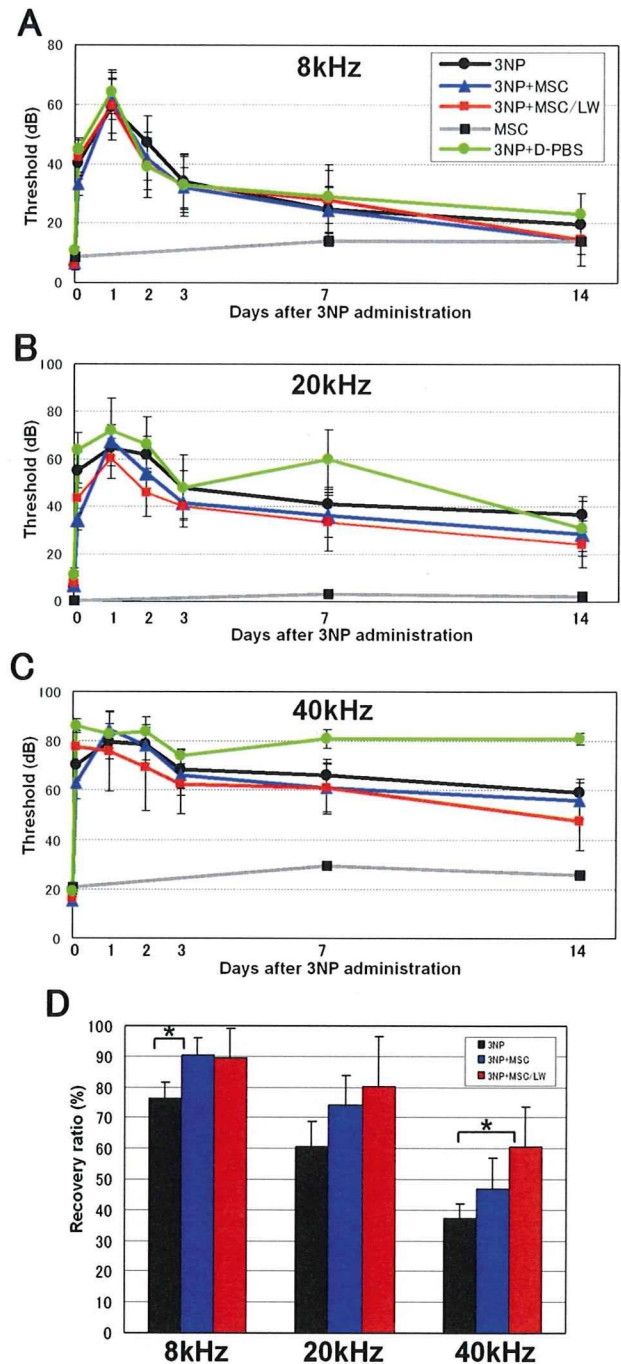 A
8kHz
Threshold (dB)
80
60
40
20
0
3NP
3NP+MSC
3NP+MSC/LW
MSC
3NP+D-PBS
0 1 2 3 7 14
Days after 3NP administration
B
20kHz
Threshold (dB)
100
80
60
40
20
0
0 1 2 3 7 14
Days after 3NP administration
C
40kHz
Threshold (dB)
100
80
60
40
20
0
0 1 2 3 7 14
Days after 3NP administration
D
Recovery ratio (%)
100
90
80
70
60
50
40
30
20
10
0
*
*
3NP
3NP+MSC
3NP+MSC/LW
8kHz 20kHz 40kHz